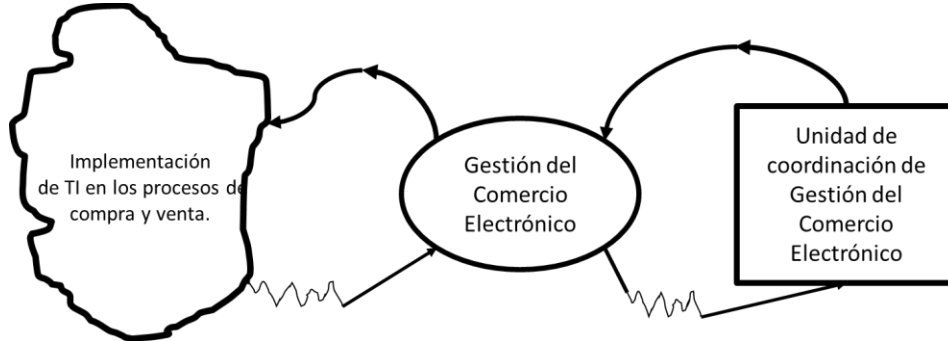 Implementación
de TI en los procesos de
compra y venta.
Gestión del
Comercio
Electrónico
Unidad de
coordinación de
Gestión del
Comercio
Electrónico